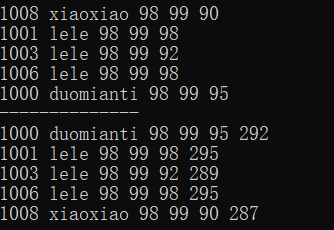 1008 xiaoxiao 98 99 90
1001 lele 98 99 98
1003 lele 98 99 92
1006 lele 98 99 98
1000 duomianti 98 99 95
--------------
1000 duomianti 98 99 95 292
1001 lele 98 99 98 295
1003 lele 98 99 92 289
1006 lele 98 99 98 295
1008 xiaoxiao 98 99 90 287